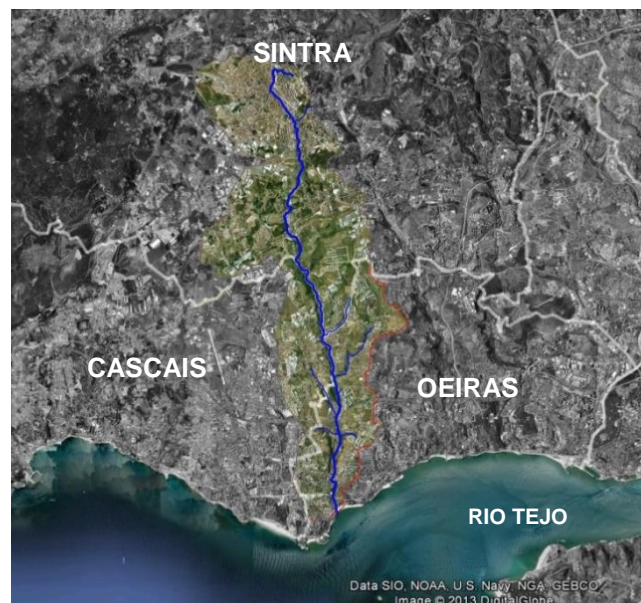 SINTRA
CASCAIS
OEIRAS
RIO TEJO
Data SIO, NOAA, U.S. Navy, NGA, GEBCO
Image © 2013 DigitalGlobe